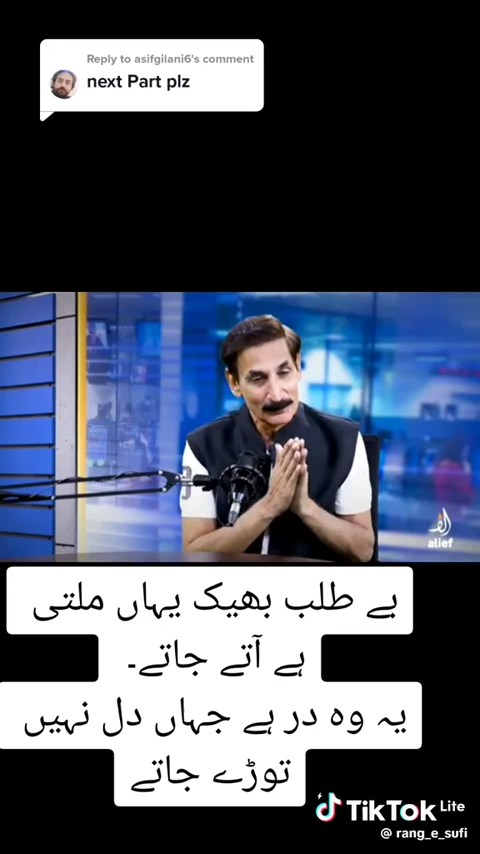 Reply to asifgilani6's comment
next Part plz
الف
alief
بے طلب بھیک یہاں ملتی
ہے آتے جاتے۔
یہ وہ در ہے جہاں دل نہیں
توڑے جاتے
TikTok Lite
@ rang_e_sufi